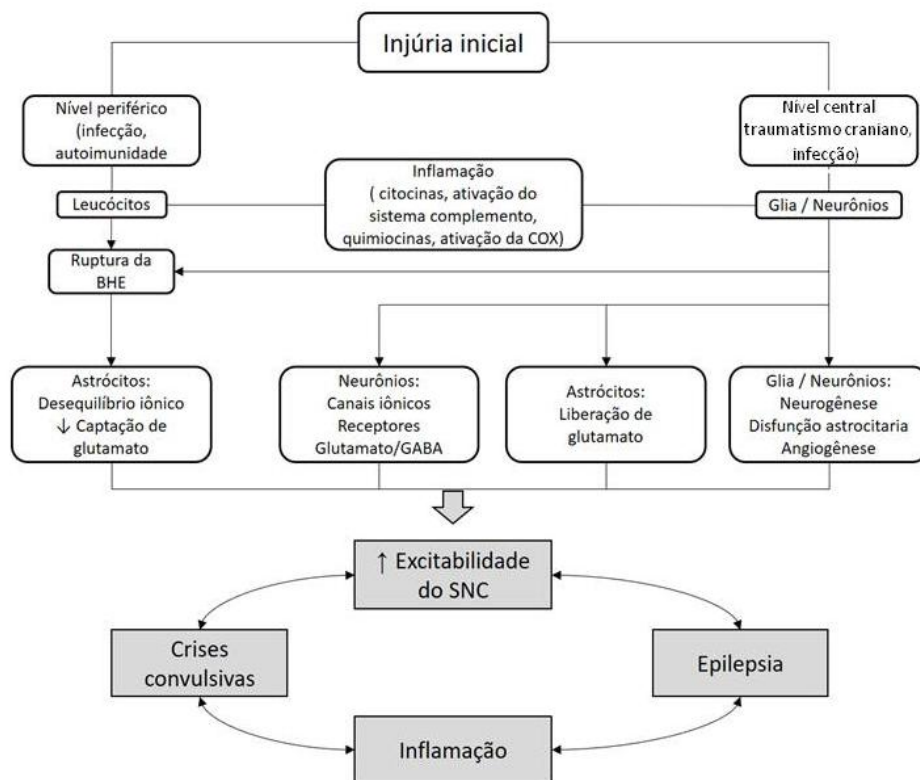 Injúria inicial
Nível periférico
(infecção,
autoimunidade
Nível central
traumatismo craniano,
infecção)
Inflamação
( citocinas, ativação do
sistema complemento,
quimiocinas, ativação da COX)
Leucócitos
Glia / Neurônios
Ruptura da
BHE
Astrócitos:
Desequilíbrio iônico
↓ Captação de
glutamato
Neurônios:
Canais iônicos
Receptores
Glutamato/GABA
Astrócitos:
Liberação de
glutamato
Glia / Neurônios:
Neurogênese
Disfunção astrocitaria
Angiogênese
↑ Excitabilidade
do SNC
Crises
convulsivas
Epilepsia
Inflamação